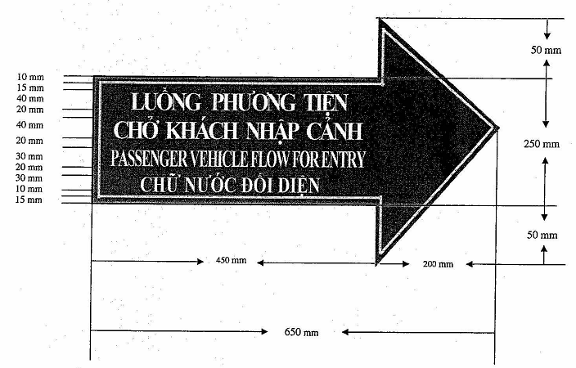 10 mm
15 mm
40 mm
20 mm
40 mm
20 mm
30 mm
20 mm
30 mm
10 mm
15 mm
LUỒNG PHƯƠNG TIỆN
CHỞ KHÁCH NHẬP CẢNH
PASSENGER VEHICLE FLOW FOR ENTRY
CHỮ NƯỚC ĐỐI DIỆN
50 mm
250 mm
50 mm
450 mm
200 mm
650 mm